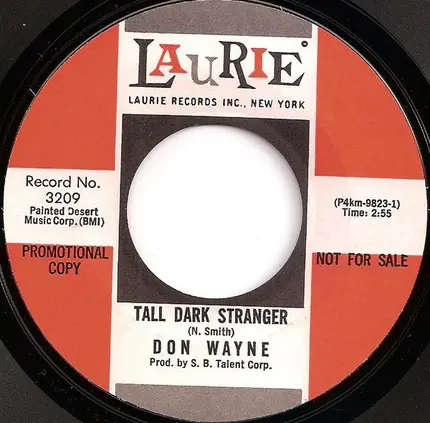 LAURIE
LAURIE RECORDS INC., NEW YORK
Record No.
3209
Painted Desert
Music Corp. (BMI)
(P4km-9823-1)
Time: 2:55
PROMOTIONAL
COPY
NOT FOR SALE
TALL DARK STRANGER
(N. Smith)
DON WAYNE
Prod. by S. B. Talent Corp.